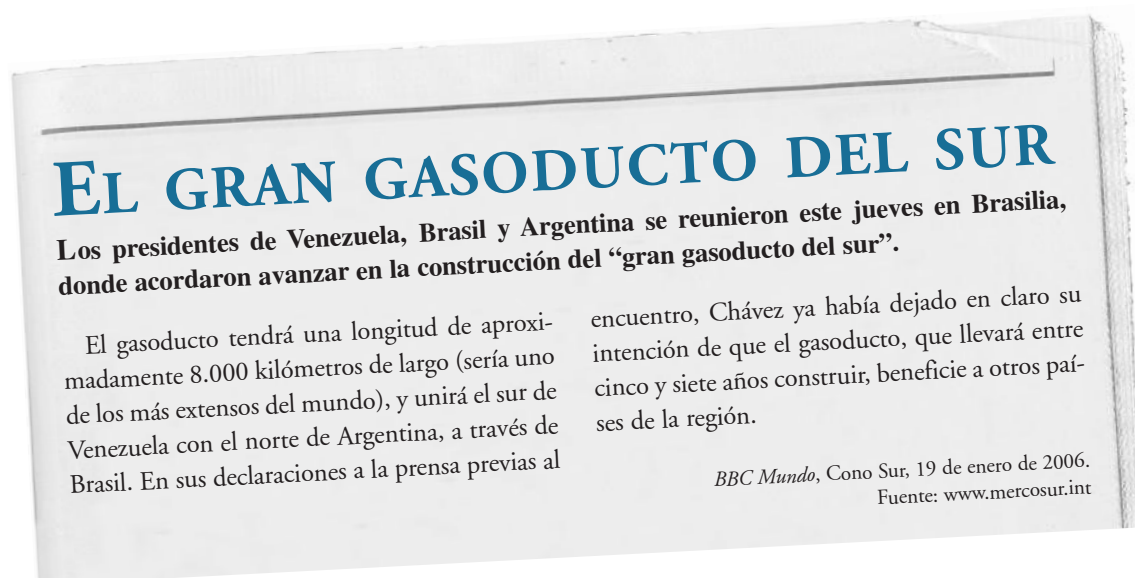 EL GRAN GASODUCTO DEL SUR
Los presidentes de Venezuela, Brasil y Argentina se reunieron este jueves en Brasilia,
donde acordaron avanzar en la construcción del “gran gasoducto del sur”.
El gasoducto tendrá una longitud de aproxi-
madamente 8.000 kilómetros de largo (sería uno
de los más extensos del mundo), y unirá el sur de
Venezuela con el norte de Argentina, a través de
Brasil. En sus declaraciones a la prensa previas al
encuentro, Chávez ya había dejado en claro su
intención de que el gasoducto, que llevará entre
cinco y siete años construir, beneficie a otros paí-
ses de la región.
BBC Mundo, Cono Sur, 19 de enero de 2006.
Fuente: www.mercosur.int